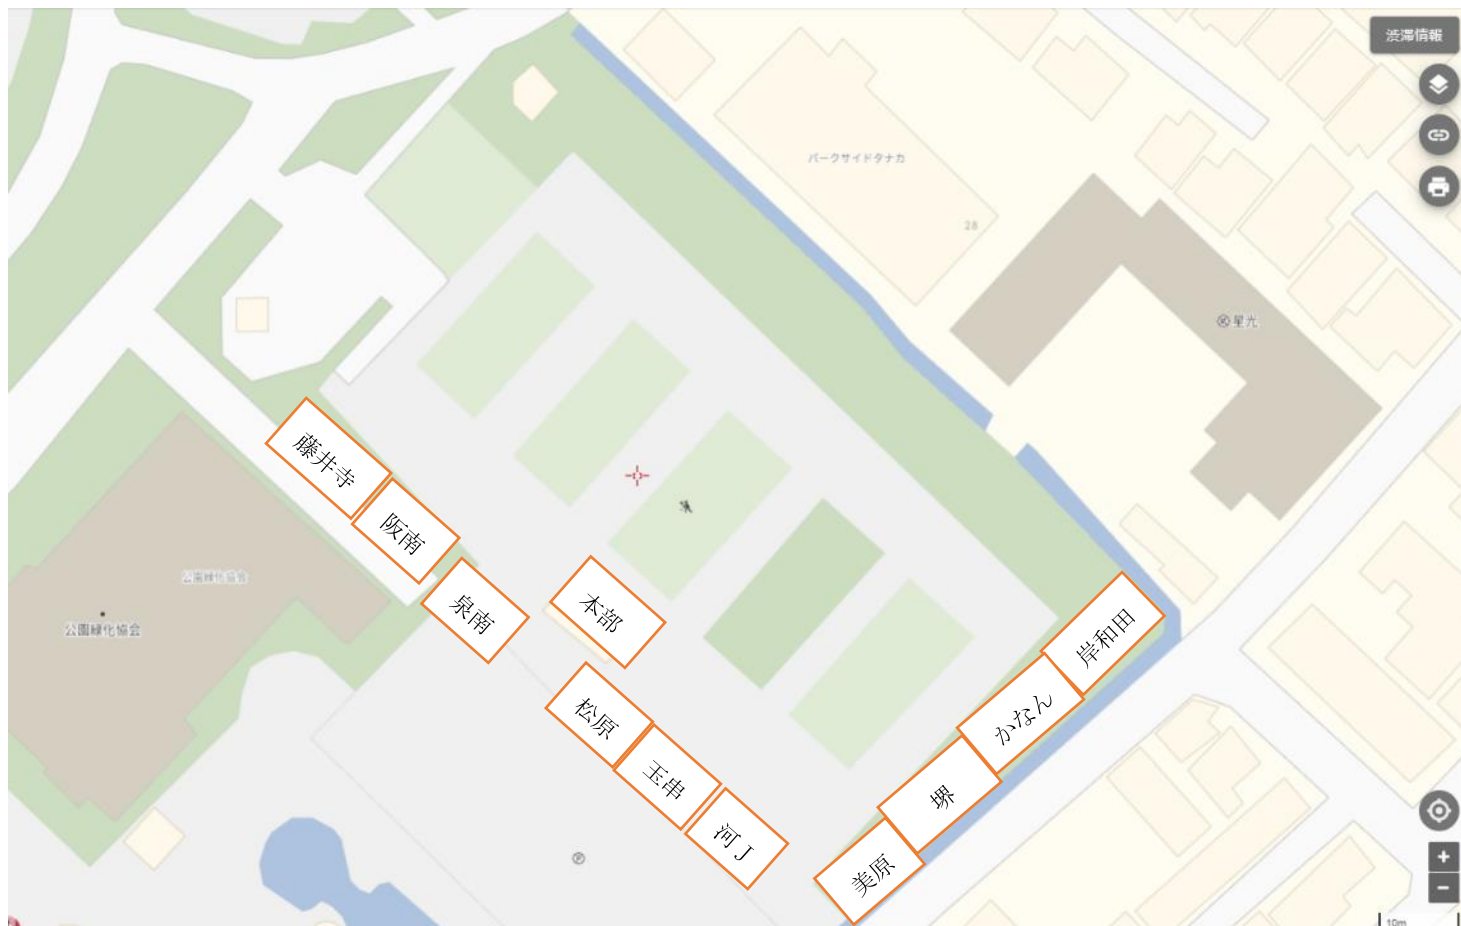 渋滞情報
パークサイドタナカ
28
星光
藤井寺
阪南
泉南
本部
公園緑化協会
公園緑化協会
松原
玉串
河J
岸和田
かなん
堺
美原
+
−
10m